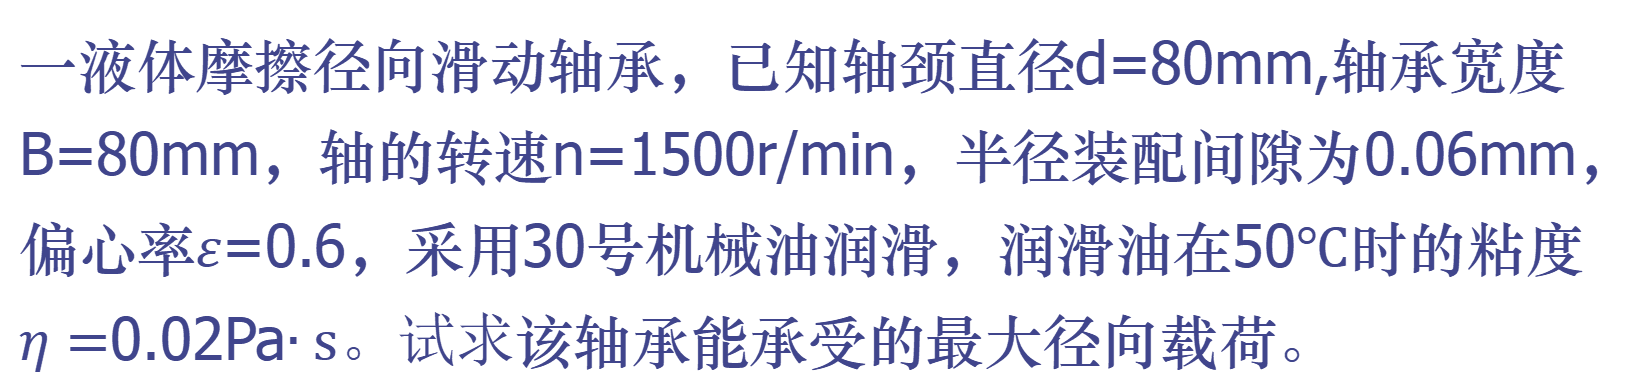 一液体摩擦径向滑动轴承，已知轴颈直径d=80mm,轴承宽度
B=80mm，轴的转速n=1500r/min，半径装配间隙为0.06mm，
偏心率ε=0.6，采用30号机械油润滑，润滑油在50℃时的粘度
η =0.02Pa· s。试求该轴承能承受的最大径向载荷。